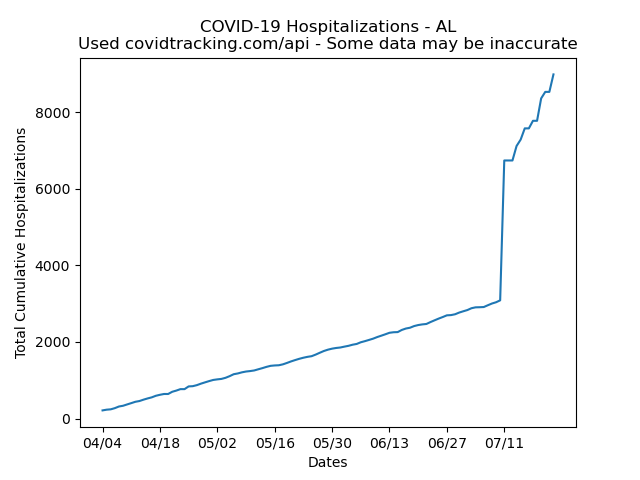 COVID-19 Hospitalizations - AL
Used covidtracking.com/api - Some data may be inaccurate
Total Cumulative Hospitalizations
8000
6000
4000
2000
0
04/04 04/18 05/02 05/16 05/30 06/13 06/27 07/11
Dates